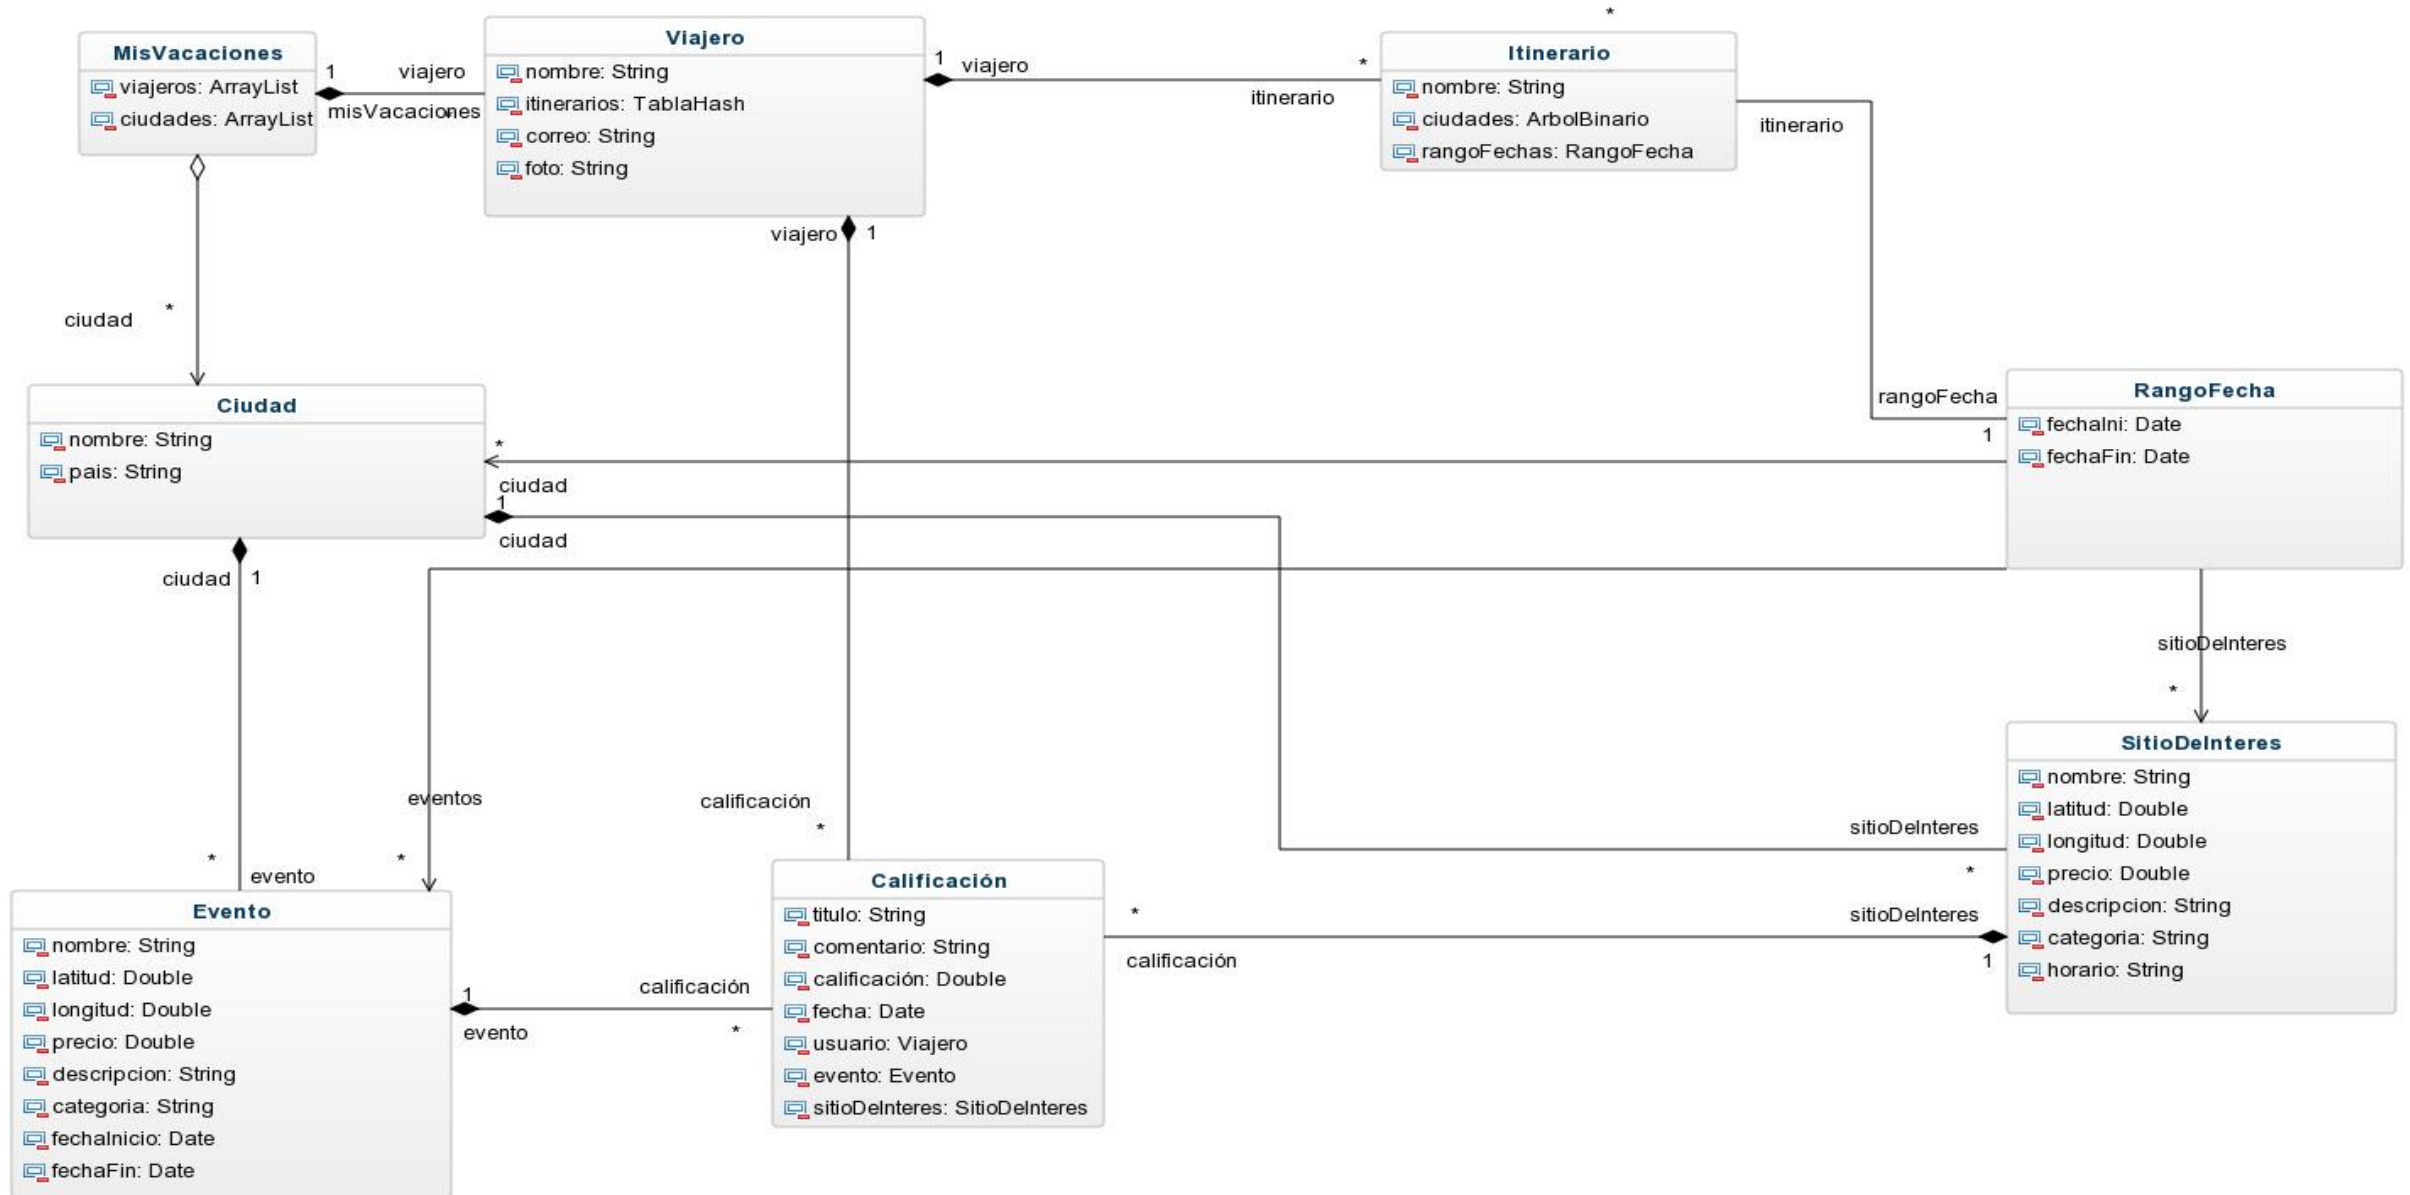 *
MisVacaciones
viajeros: ArrayList
ciudades: ArrayList
1
viajero
misVacaciones
*
Viajero
nombre: String
itinerarios: TablaHash
correo: String
foto: String
1
viajero
*
itinerario
Itinerario
nombre: String
ciudades: ArbolBinario
rangoFechas: RangoFecha
itinerario
viajero
1
ciudad
*
rangoFecha
1
RangoFecha
fechaIni: Date
fechaFin: Date
Ciudad
nombre: String
pais: String
*
ciudad
1
ciudad
ciudad
1
sitioDeInteres
*
SitioDeInteres
nombre: String
latitud: Double
longitud: Double
precio: Double
descripcion: String
categoria: String
horario: String
eventos
*
calificación
*
sitioDeInteres
*
*
evento
Evento
nombre: String
latitud: Double
longitud: Double
precio: Double
descripcion: String
categoria: String
fechaInicio: Date
fechaFin: Date
1
evento
calificación
*
Calificación
titulo: String
comentario: String
calificación: Double
fecha: Date
usuario: Viajero
evento: Evento
sitioDeInteres: SitioDeInteres
*
calificación
sitioDeInteres
1